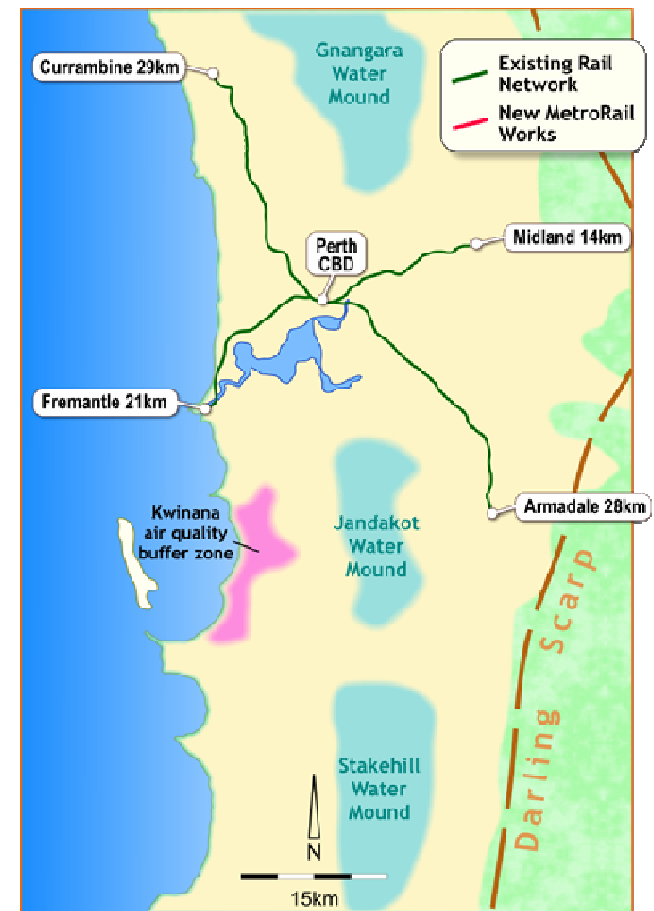 Gnangara
Water
Mound
Currambine 29km
Existing Rail
Network
New MetroRail
Works
Midland 14km
Perth
CBD
Fremantle 21km
Kwinana
air quality
buffer zone
Jandakot
Water
Mound
Armadale 28km
Darling Scarp
Stakehill
Water
Mound
N
15km